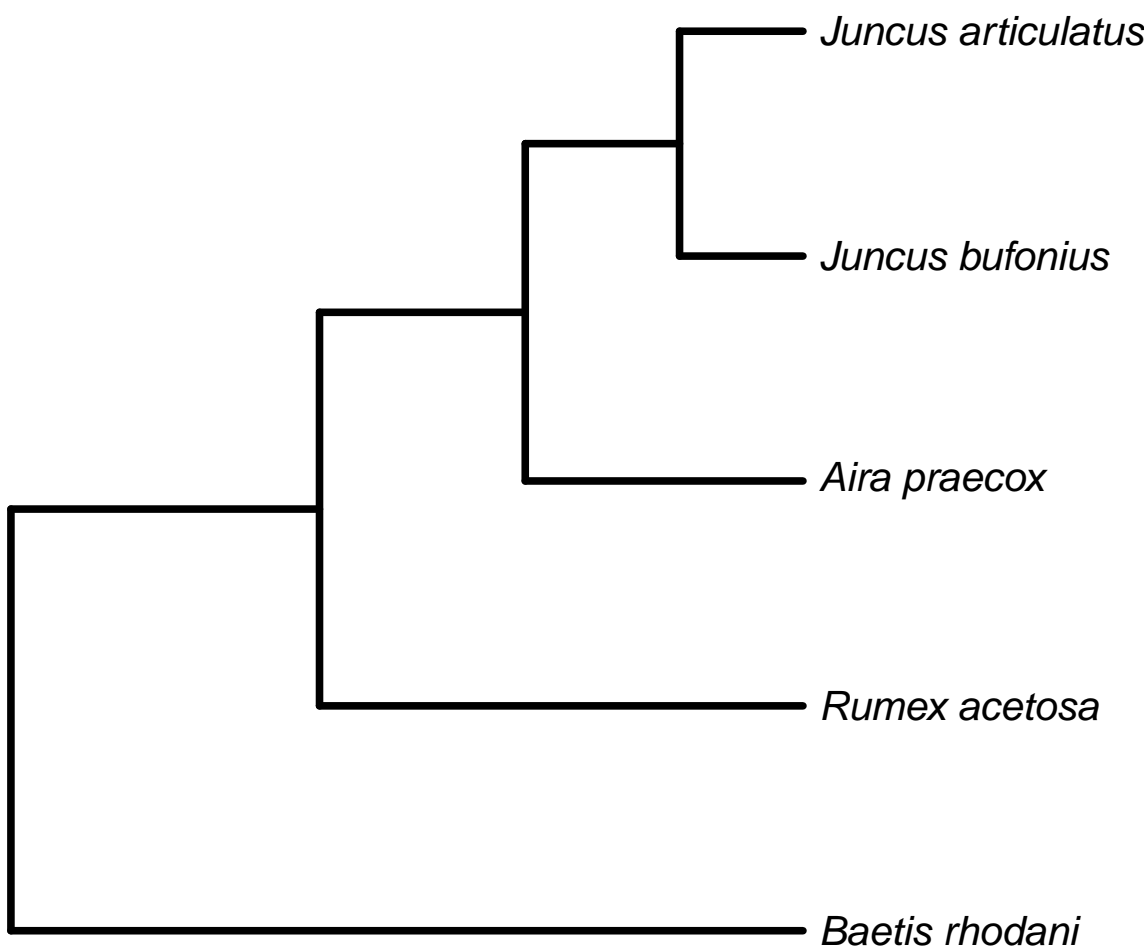 Juncus articulatus
Juncus bufonius
Aira praecox
Rumex acetosa
Baetis rhodani